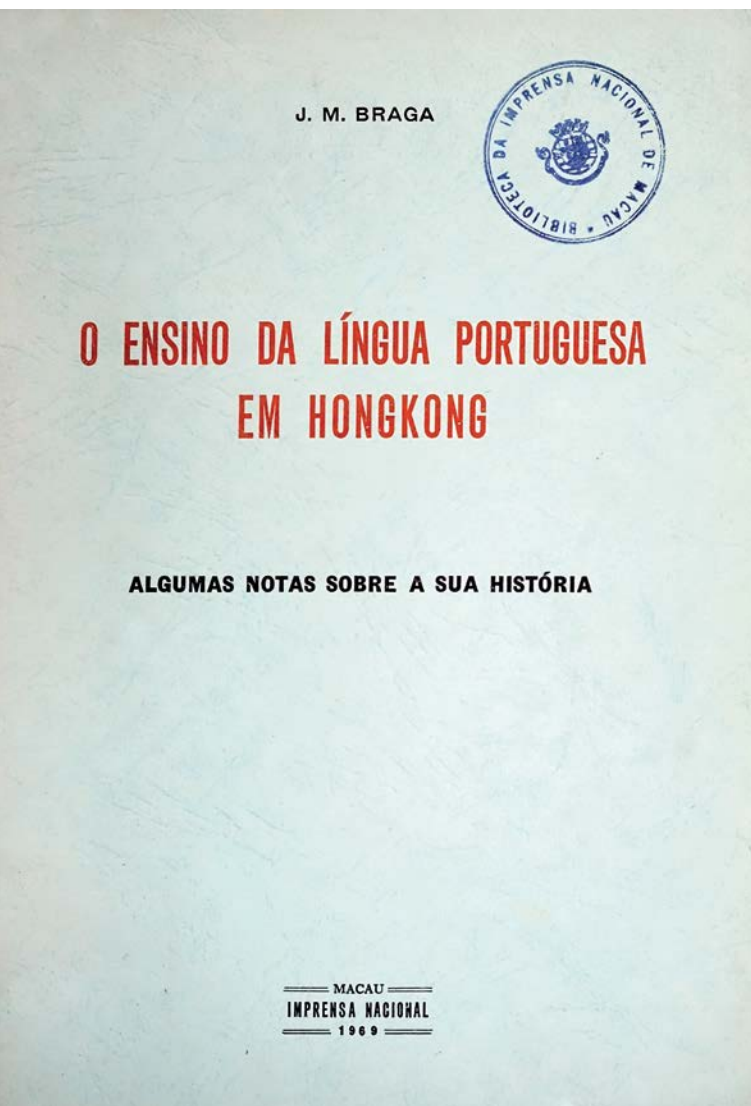 J. M. BRAGA
BIBLIOTECA DA IMPRENSA NACIONAL DE MACAU *
O ENSINO DA LÍNGUA PORTUGUESA
EM HONGKONG
ALGUMAS NOTAS SOBRE A SUA HISTÓRIA
MACAU
IMPRENSA NACIONAL
1969